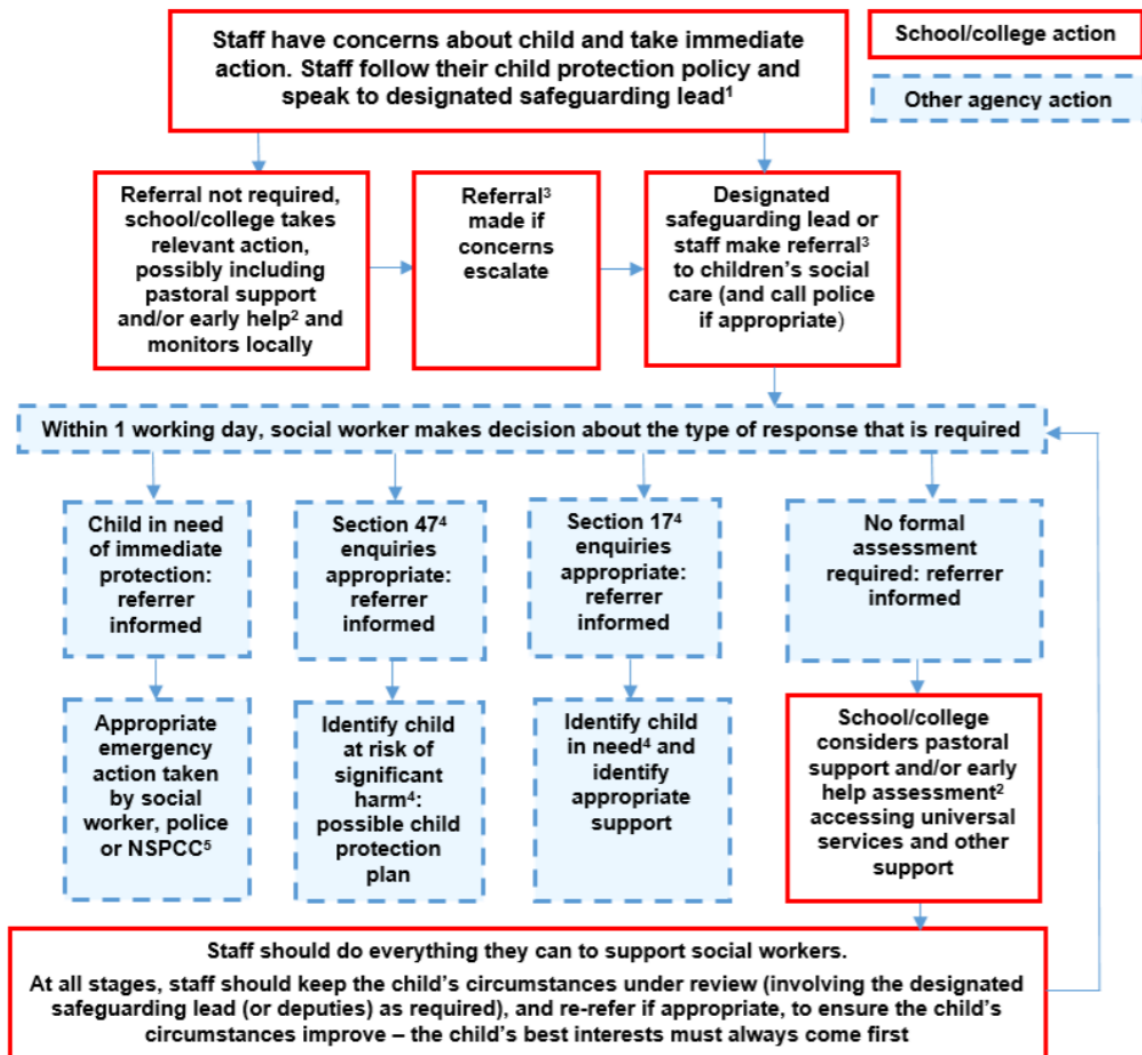 Staff have concerns about child and take immediate
action. Staff follow their child protection policy and
speak to designated safeguarding lead¹
School/college action
Other agency action
Referral not required,
school/college takes
relevant action,
possibly including
pastoral support
and/or early help² and
monitors locally
Referral³
made if
concerns
escalate
Designated
safeguarding lead or
staff make referral³
to children’s social
care (and call police
if appropriate)
Within 1 working day, social worker makes decision about the type of response that is required
Child in need
of immediate
protection:
referrer
informed
Section 47⁴
enquiries
appropriate:
referrer
informed
Section 17⁴
enquiries
appropriate:
referrer
informed
No formal
assessment
required: referrer
informed
Appropriate
emergency
action taken
by social
worker, police
or NSPCC⁵
Identify child
at risk of
significant
harm⁴:
possible child
protection
plan
Identify child
in need⁴ and
identify
appropriate
support
School/college
considers pastoral
support and/or early
help assessment²
accessing universal
services and other
support
Staff should do everything they can to support social workers.
At all stages, staff should keep the child’s circumstances under review (involving the designated
safeguarding lead (or deputies) as required), and re-refer if appropriate, to ensure the child’s
circumstances improve – the child’s best interests must always come first